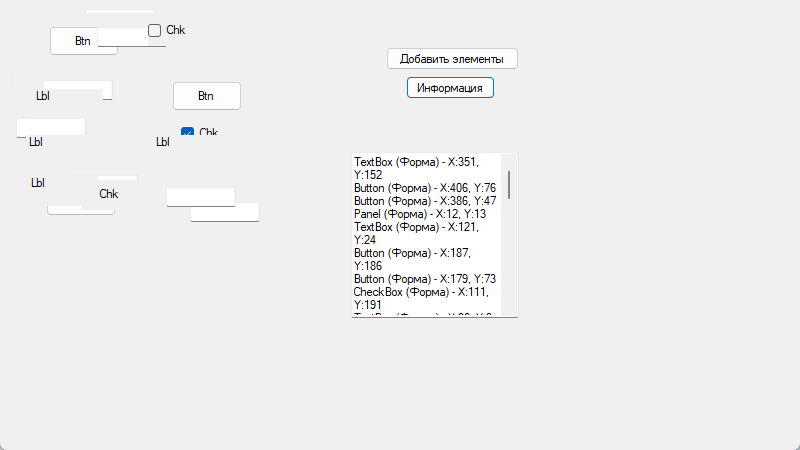 Btn
Chk
Lbl
Btn
Chk
Lbl
Lbl
Lbl
Chk
Добавить элементы
Информация
TextBox (Форма) - X:351,
Y:152
Button (Форма) - X:406, Y:76
Button (Форма) - X:386, Y:47
Panel (Форма) - X:12, Y:13
TextBox (Форма) - X:121,
Y:24
Button (Форма) - X:187,
Y:186
Button (Форма) - X:179, Y:73
CheckBox (Форма) - X:111,
Y:191